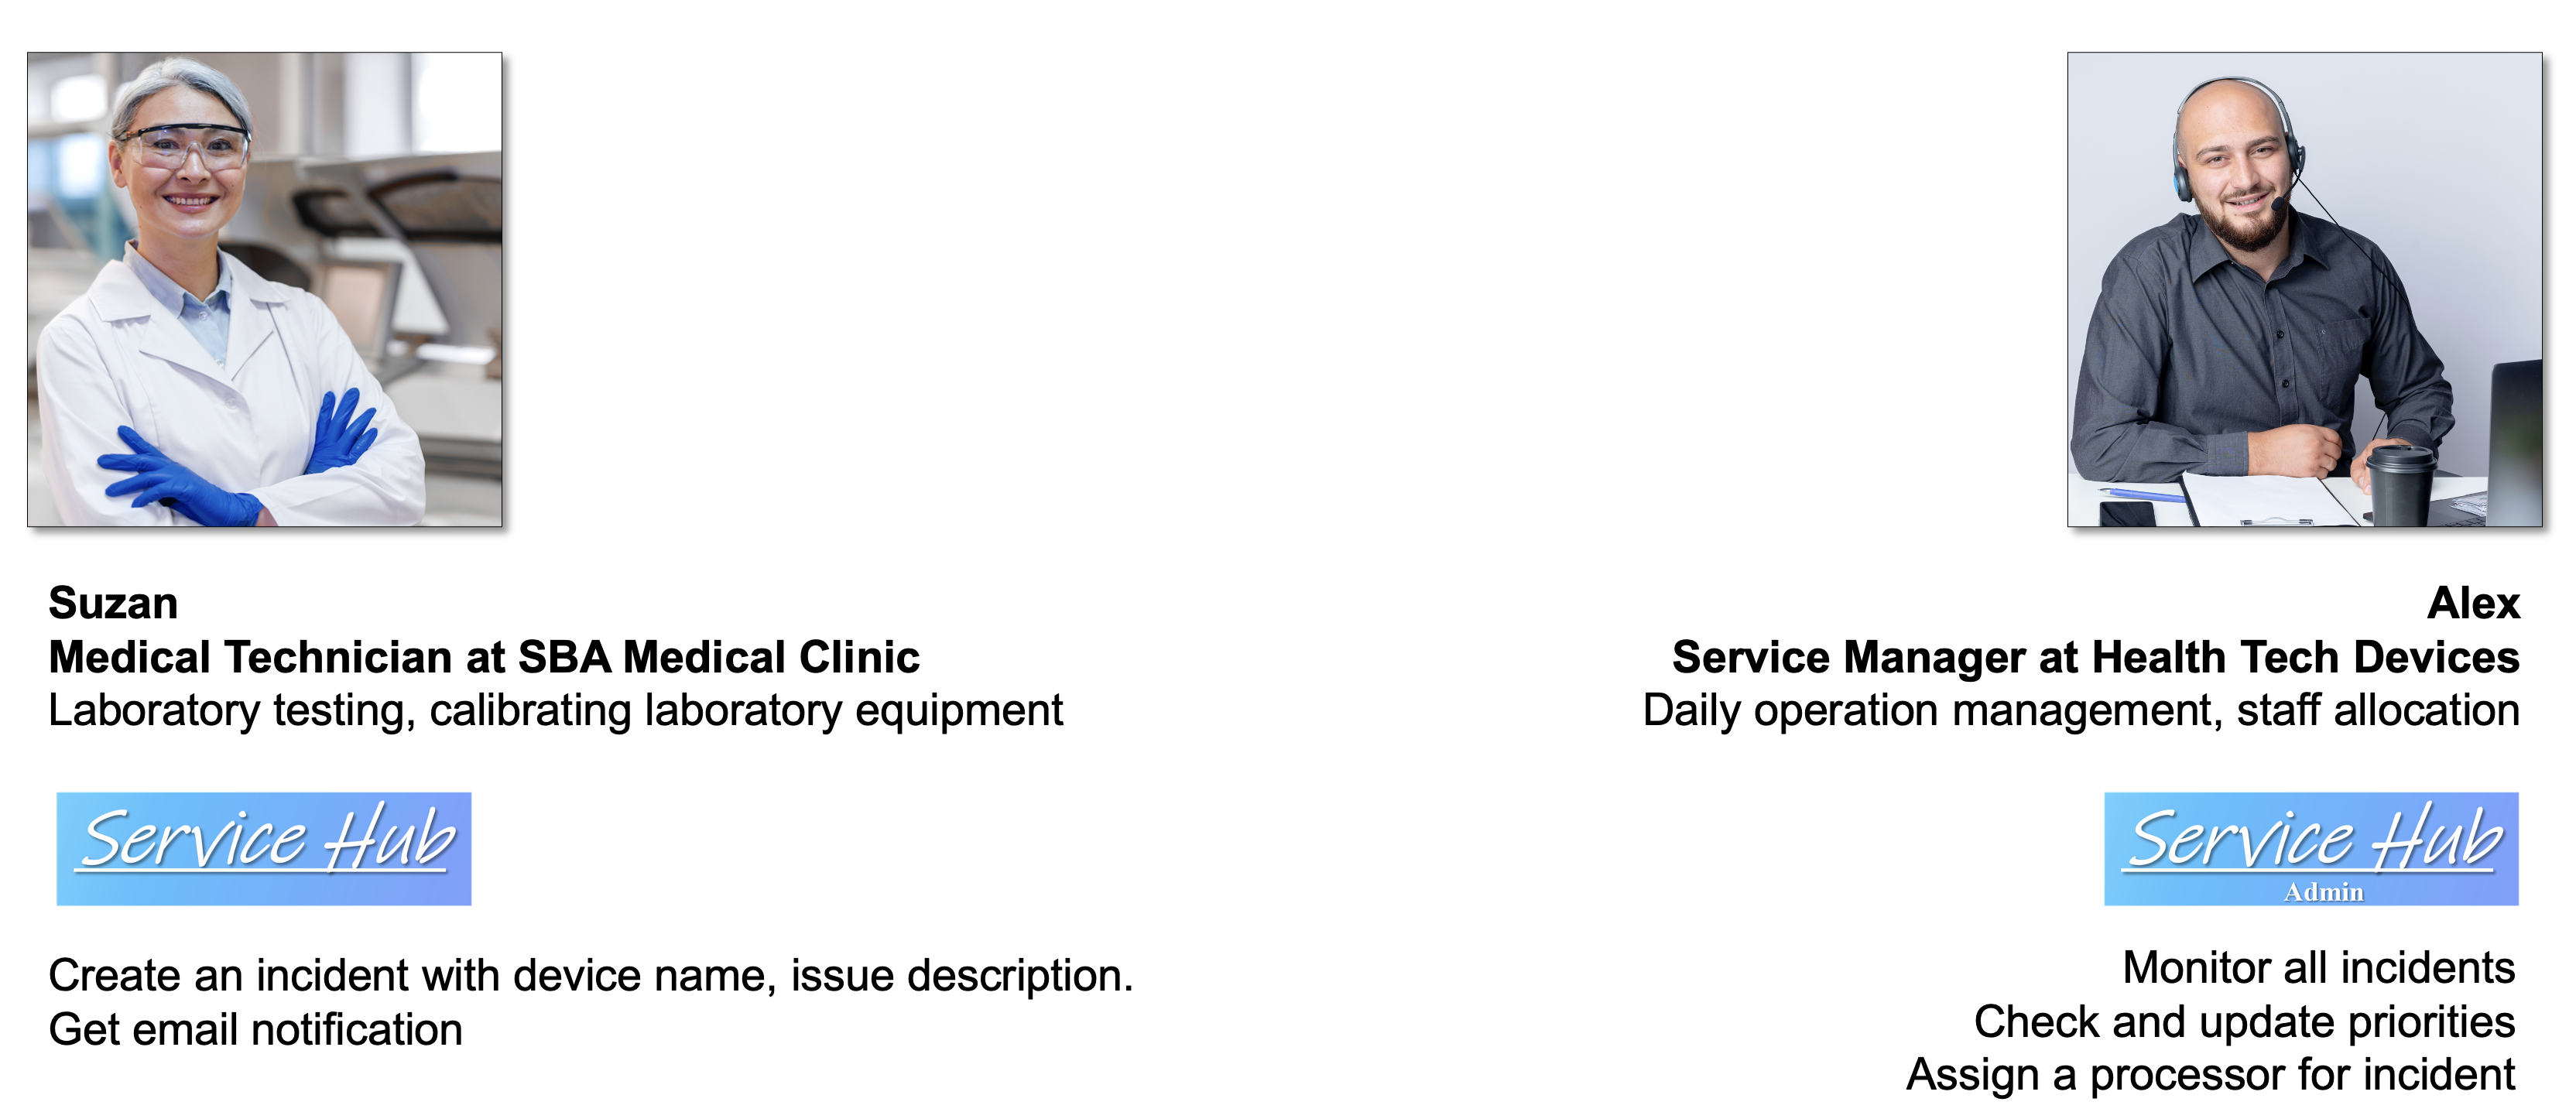 Suzan
Medical Technician at SBA Medical Clinic
Laboratory testing, calibrating laboratory equipment
Service Hub
Create an incident with device name, issue description.
Get email notification
Alex
Service Manager at Health Tech Devices
Daily operation management, staff allocation
Service Hub
Admin
Monitor all incidents
Check and update priorities
Assign a processor for incident